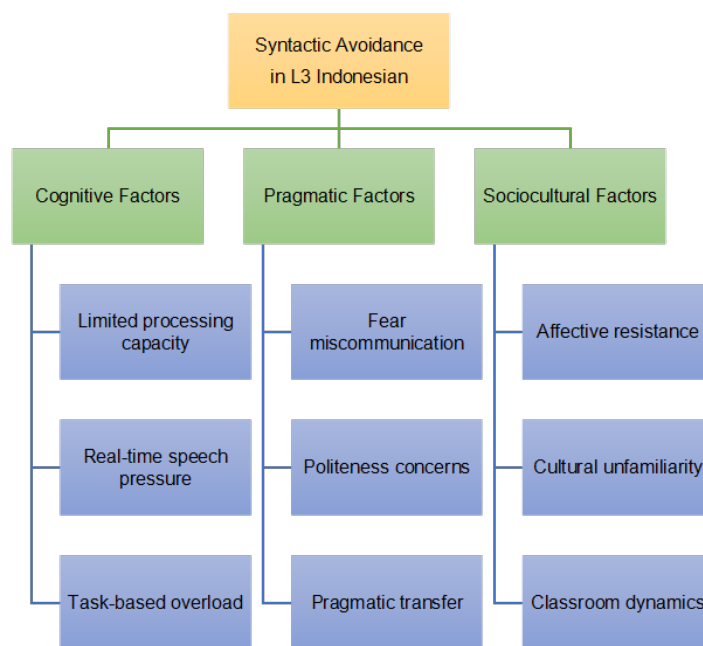 Syntactic Avoidance
in L3 Indonesian
Cognitive Factors
Pragmatic Factors
Sociocultural Factors
Limited processing
capacity
Fear
miscommunication
Affective resistance
Real-time speech
pressure
Politeness concerns
Cultural unfamiliarity
Task-based overload
Pragmatic transfer
Classroom dynamics